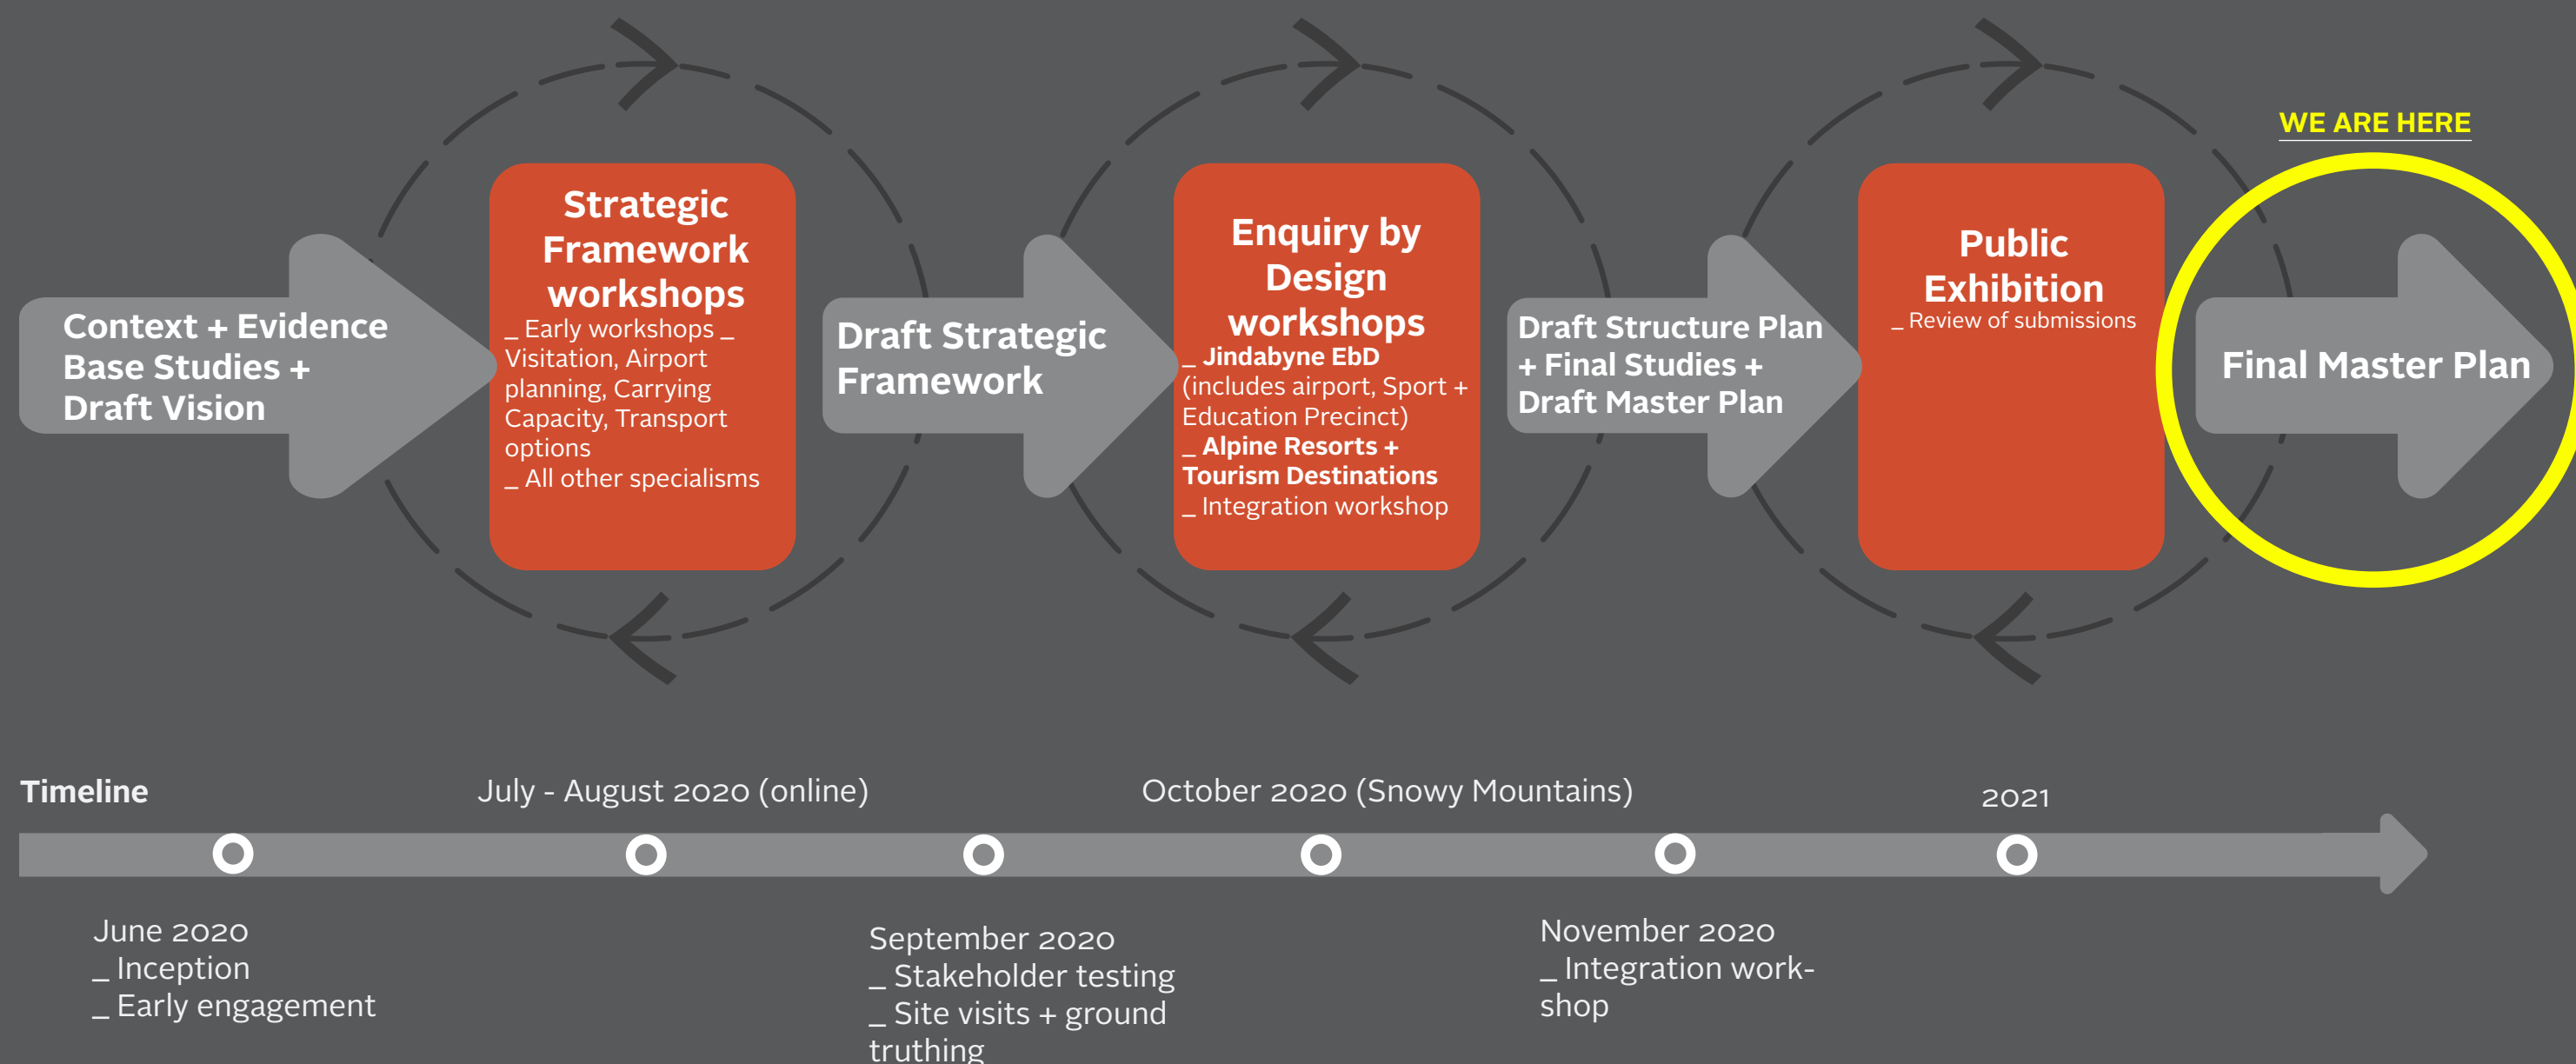 WE ARE HERE
Context + Evidence
Base Studies +
Draft Vision
Strategic
Framework
workshops
_ Early workshops _
Visitation, Airport
planning, Carrying
Capacity, Transport
options
_ All other specialisms
Draft Strategic
Framework
Enquiry by
Design
workshops
_ Jindabyne EbD
(includes airport, Sport +
Education Precinct)
_ Alpine Resorts +
Tourism Destinations
_ Integration workshop
Draft Structure Plan
+ Final Studies +
Draft Master Plan
Public
Exhibition
_ Review of submissions
Final Master Plan
Timeline
July - August 2020 (online)
October 2020 (Snowy Mountains)
2021
June 2020
_ Inception
_ Early engagement
September 2020
_ Stakeholder testing
_ Site visits + ground
truthing
November 2020
_ Integration work-
shop